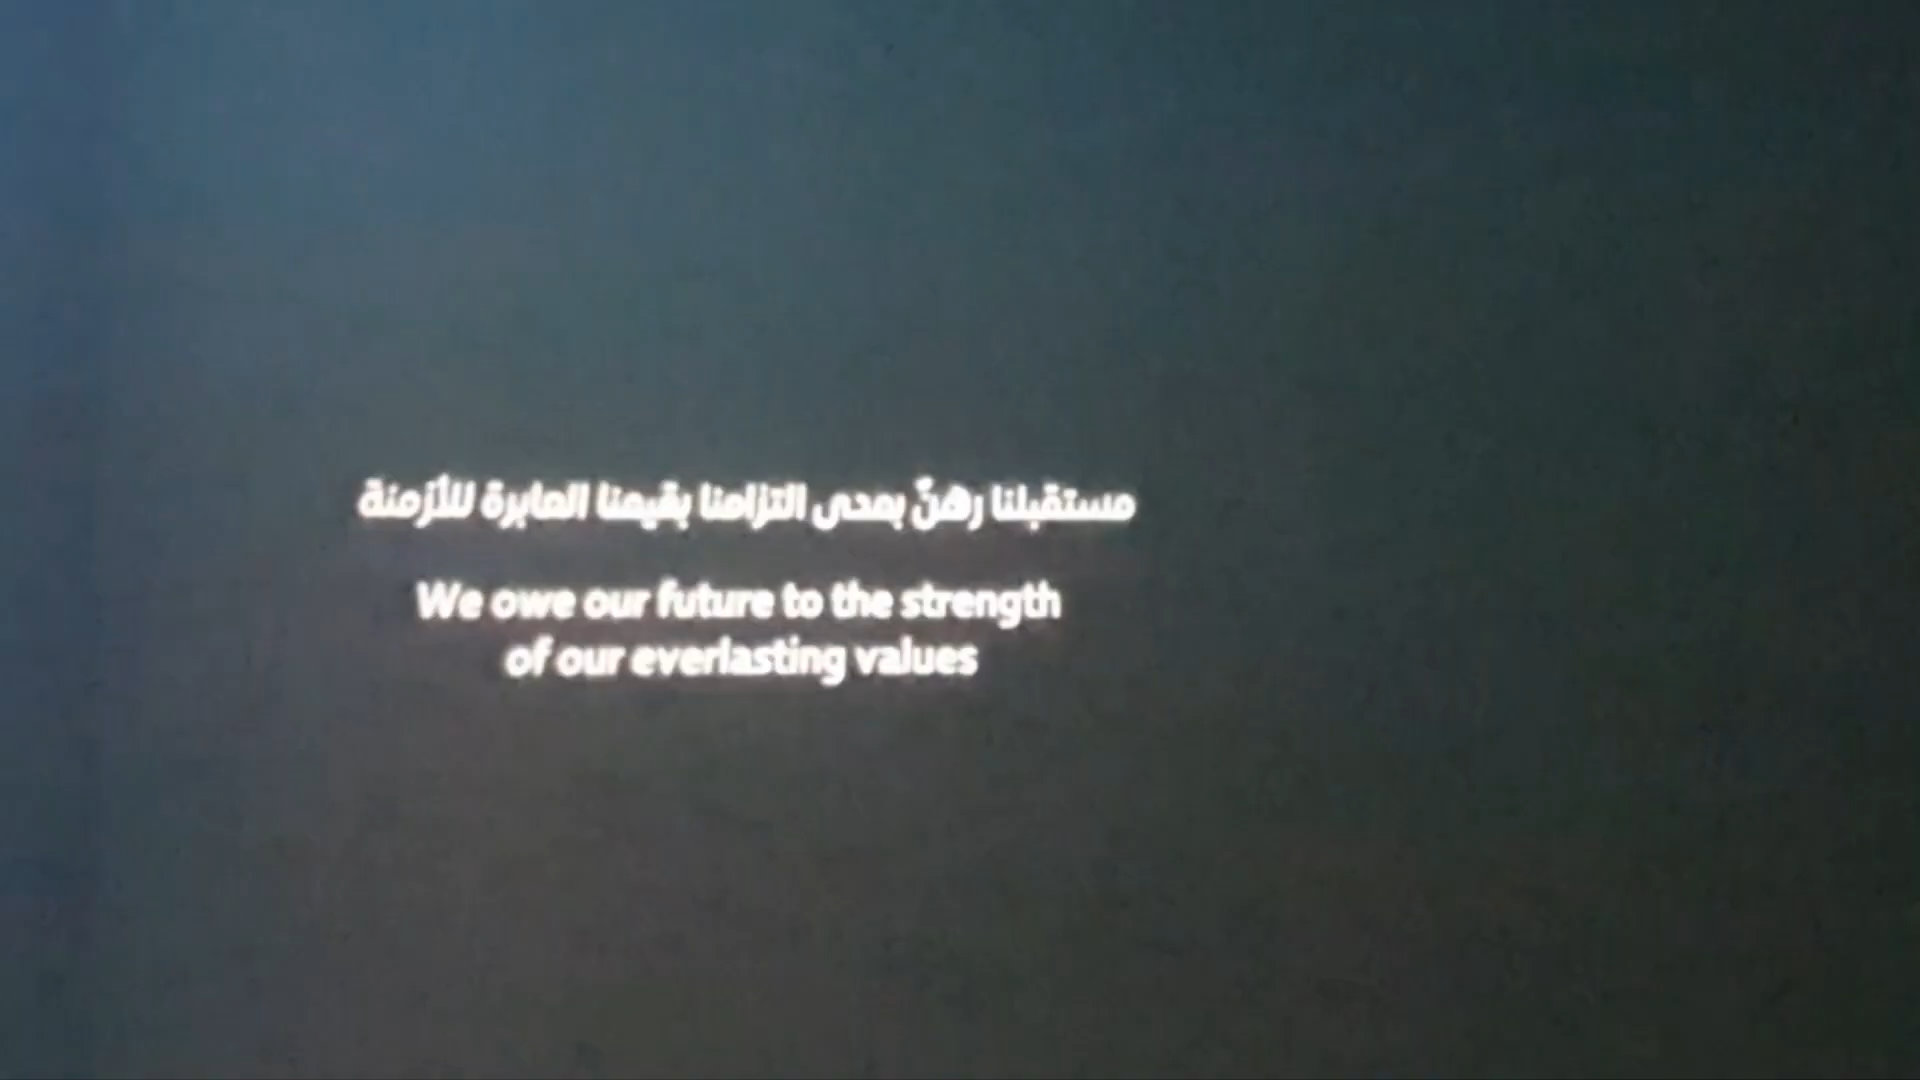 مستقبلنا رهنٌ بمدى التزامنا بقيمنا العابرة للأزمنة
We owe our future to the strength
of our everlasting values